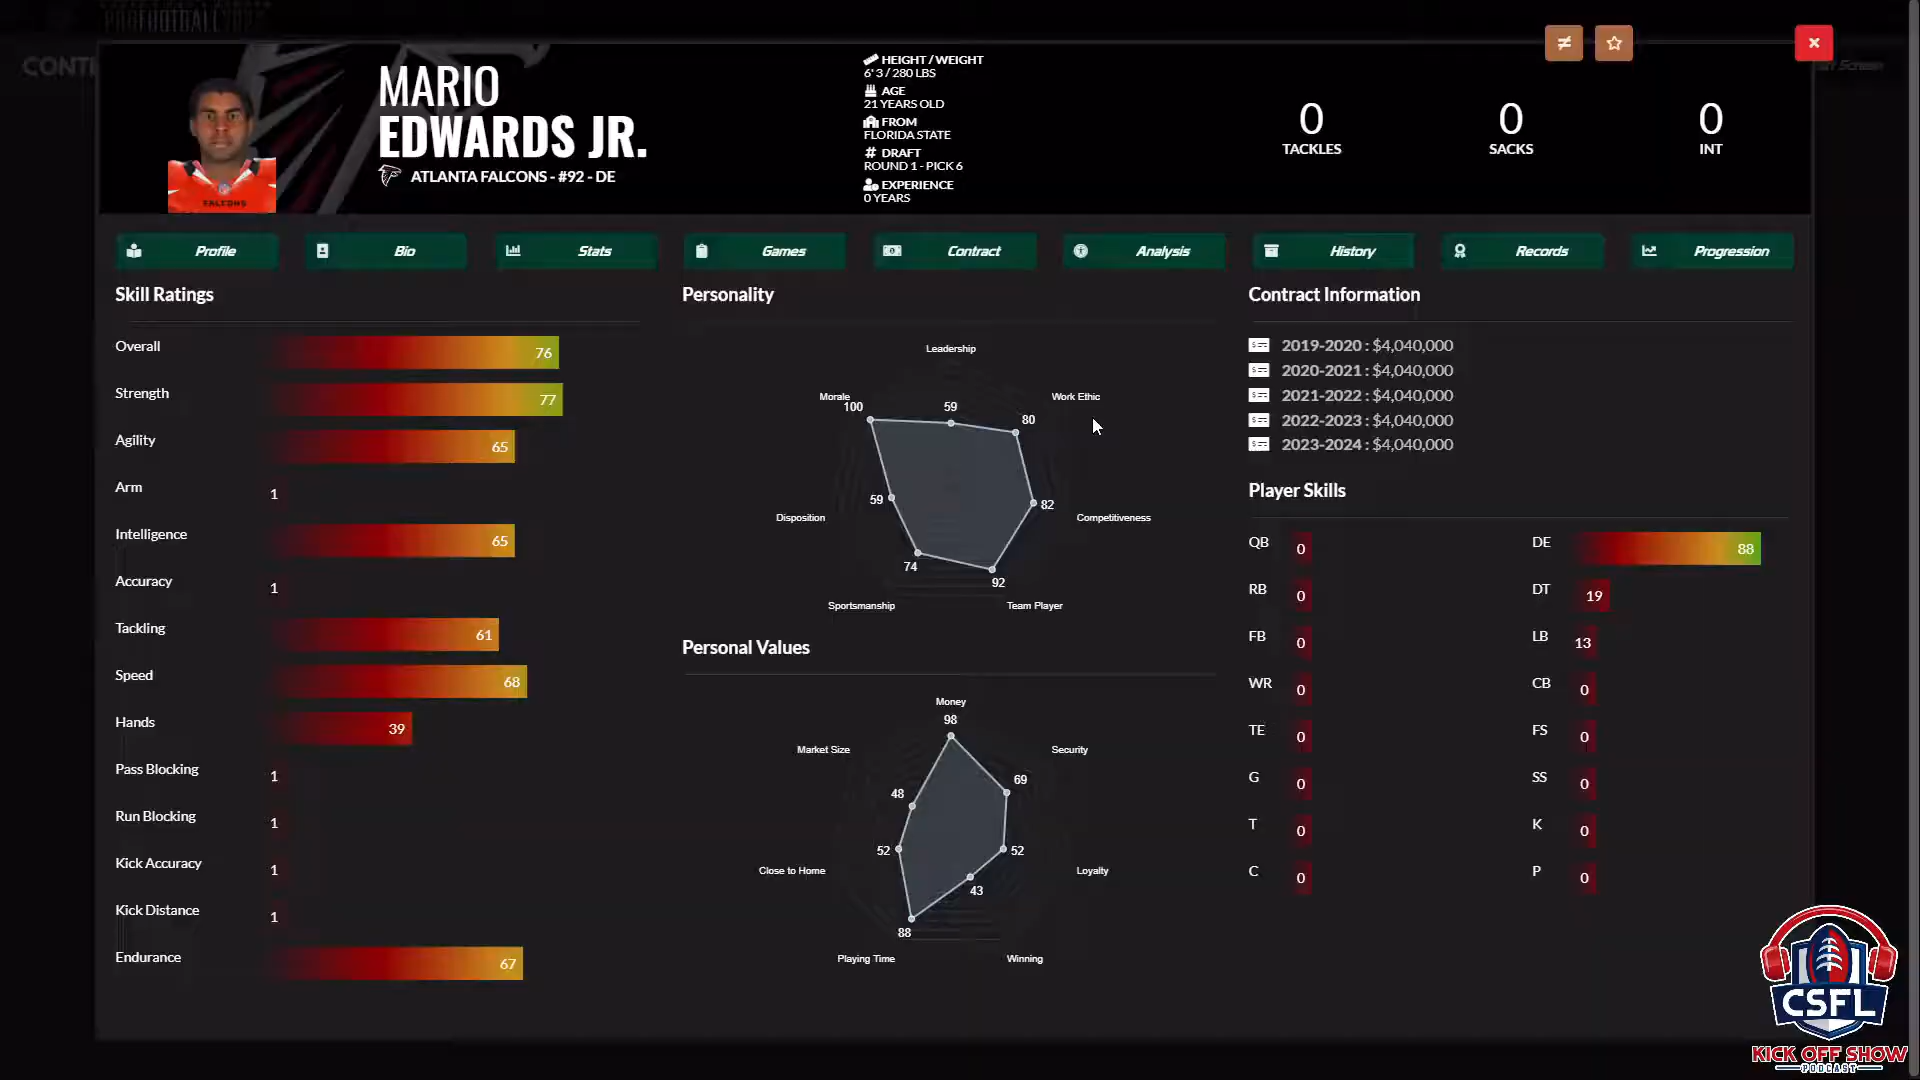 PROFOOTBALL
CONT
MARIO
EDWARDS JR.
ATLANTA FALCONS - #92 - DE
FALCONS
HEIGHT / WEIGHT
6' 3 / 280 LBS
AGE
21 YEARS OLD
FROM
FLORIDA STATE
DRAFT
ROUND 1 - PICK 6
EXPERIENCE
0 YEARS
0
TACKLES
0
SACKS
0
INT
Screen
Profile
Bio
Stats
Games
Contract
Analysis
History
Records
Progression
Skill Ratings
Overall 76
Strength 77
Agility 65
Arm 1
Intelligence 65
Accuracy 1
Tackling 61
Speed 68
Hands 39
Pass Blocking 1
Run Blocking 1
Kick Accuracy 1
Kick Distance 1
Endurance 67
Personality
Leadership
59
Work Ethic
80
Competitiveness
82
Team Player
92
Sportsmanship
74
Disposition
59
Morale
100
Personal Values
Money
98
Security
69
Loyalty
52
Winning
43
Playing Time
88
Close to Home
52
Market Size
48
Contract Information
2019-2020 : $4,040,000
2020-2021 : $4,040,000
2021-2022 : $4,040,000
2022-2023 : $4,040,000
2023-2024 : $4,040,000
Player Skills
QB 0
RB 0
FB 0
WR 0
TE 0
G 0
T 0
C 0
DE 88
DT 19
LB 13
CB 0
FS 0
SS 0
K 0
P 0
CSFL
KICK OFF SHOW
PODCAST